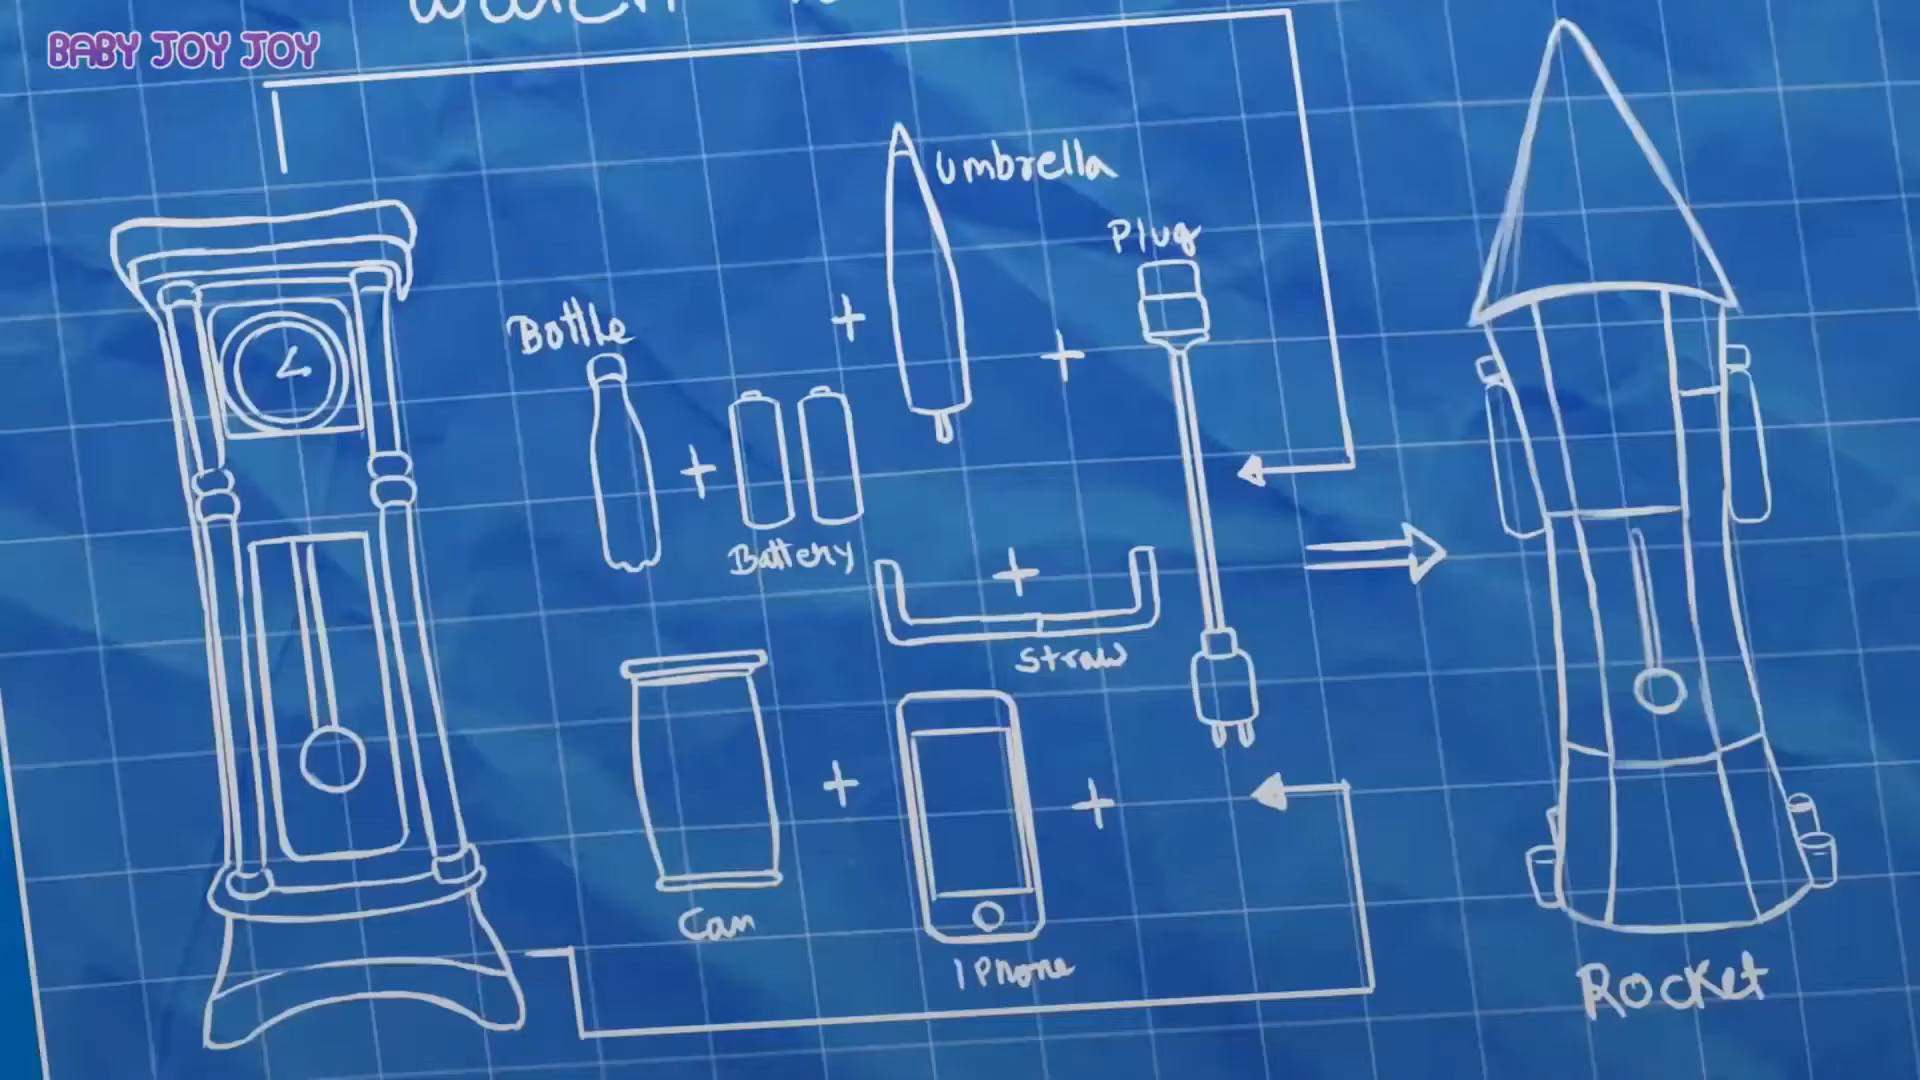 BABY JOY JOY
umbrella
Plug
Bottle
Battery
Straw
Can
IPhone
Rocket